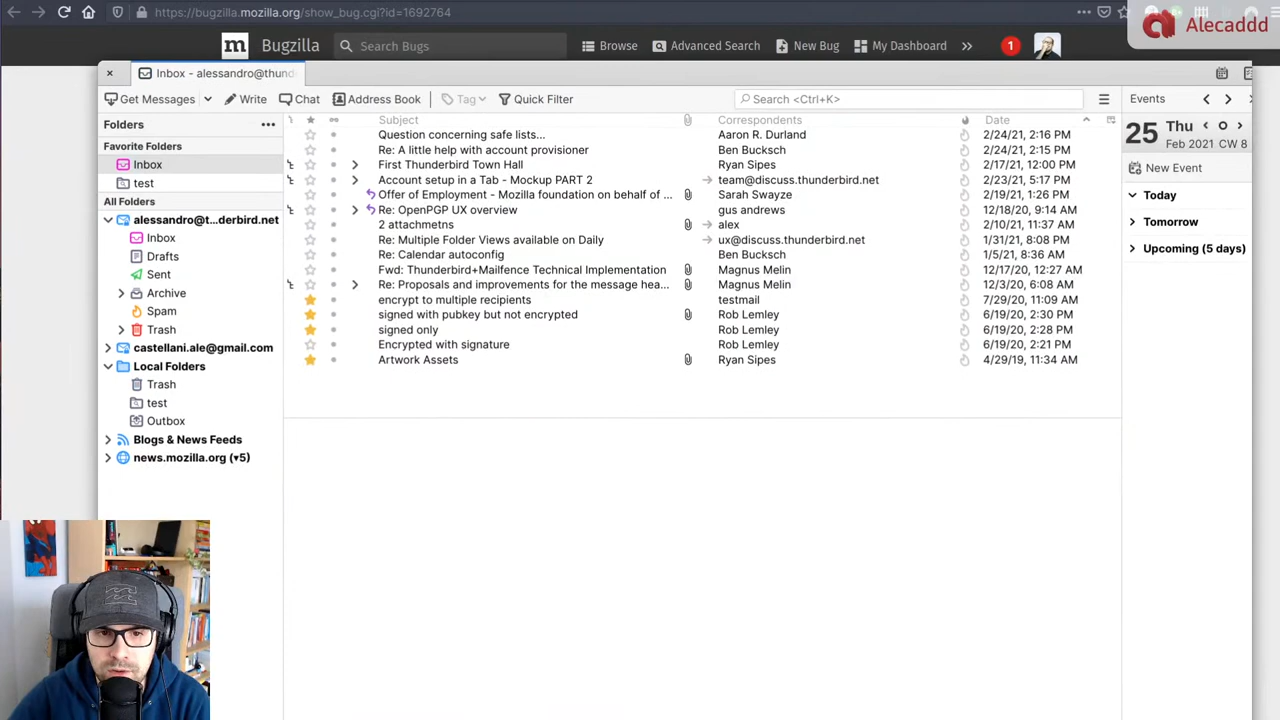 https://bugzilla.mozilla.org/show_bug.cgi?id=1692764
Alecaddd
m Bugzilla Search Bugs Browse Advanced Search New Bug My Dashboard 1
Inbox - alessandro@thund
Get Messages Write Chat Address Book Tag Quick Filter Search <Ctrl+K> Events
Folders
Subject Correspondents Date
25 Thu
Feb 2021 CW 8
New Event
Today
Tomorrow
Upcoming (5 days)
Favorite Folders
Inbox
test
All Folders
alessandro@t...derbird.net
Inbox
Drafts
Sent
Archive
Spam
Trash
castellani.ale@gmail.com
Local Folders
Trash
test
Outbox
Blogs & News Feeds
news.mozilla.org (▾5)
Question concerning safe lists... Aaron R. Durland 2/24/21, 2:16 PM
Re: A little help with account provisioner Ben Bucksch 2/24/21, 2:15 PM
First Thunderbird Town Hall Ryan Sipes 2/17/21, 12:00 PM
Account setup in a Tab - Mockup PART 2 team@discuss.thunderbird.net 2/23/21, 5:17 PM
Offer of Employment - Mozilla foundation on behalf of ... Sarah Swayze 2/19/21, 1:26 PM
Re: OpenPGP UX overview gus andrews 12/18/20, 9:14 AM
2 attachmetns alex 2/10/21, 11:37 AM
Re: Multiple Folder Views available on Daily ux@discuss.thunderbird.net 1/31/21, 8:08 PM
Re: Calendar autoconfig Ben Bucksch 1/5/21, 8:36 AM
Fwd: Thunderbird+Mailfence Technical Implementation Magnus Melin 12/17/20, 12:27 AM
Re: Proposals and improvements for the message hea... Magnus Melin 12/3/20, 6:08 AM
encrypt to multiple recipients testmail 7/29/20, 11:09 AM
signed with pubkey but not encrypted Rob Lemley 6/19/20, 2:30 PM
signed only Rob Lemley 6/19/20, 2:28 PM
Encrypted with signature Rob Lemley 6/19/20, 2:21 PM
Artwork Assets Ryan Sipes 4/29/19, 11:34 AM